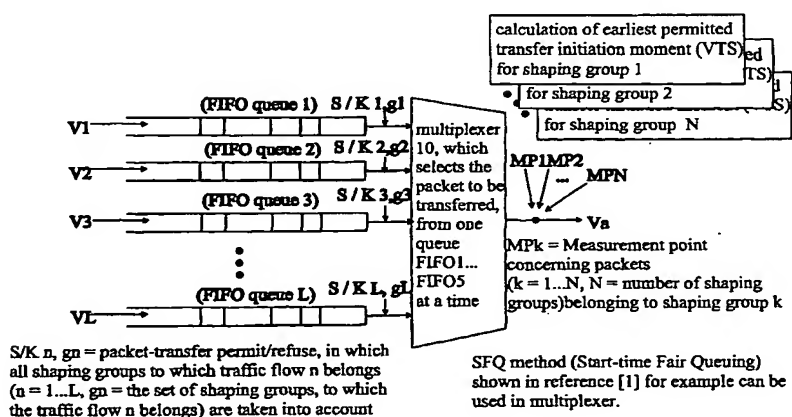 calculation of earliest permitted
transfer initiation moment (VTS)
for shaping group 1
ed
TS)
for shaping group 2
d
S)
for shaping group N
(FIFO queue 1)
S / K 1,g1
V1
(FIFO queue 2)
S / K 2,g2
V2
(FIFO queue 3)
S / K 3,g3
V3
(FIFO queue L)
S / K L, gL
VL
multiplexer
10, which
selects the
packet to be
transferred,
from one
queue
FIFO1...
FIFO5
at a time
MP1MP2
...
MPN
Va
MPk = Measurement point
concerning packets
(k = 1...N, N = number of shaping
groups)belonging to shaping group k
S/K n, gn = packet-transfer permit/refuse, in which
all shaping groups to which traffic flow n belongs
(n = 1...L, gn = the set of shaping groups, to which
the traffic flow n belongs) are taken into account
SFQ method (Start-time Fair Queuing)
shown in reference [1] for example can be
used in multiplexer.